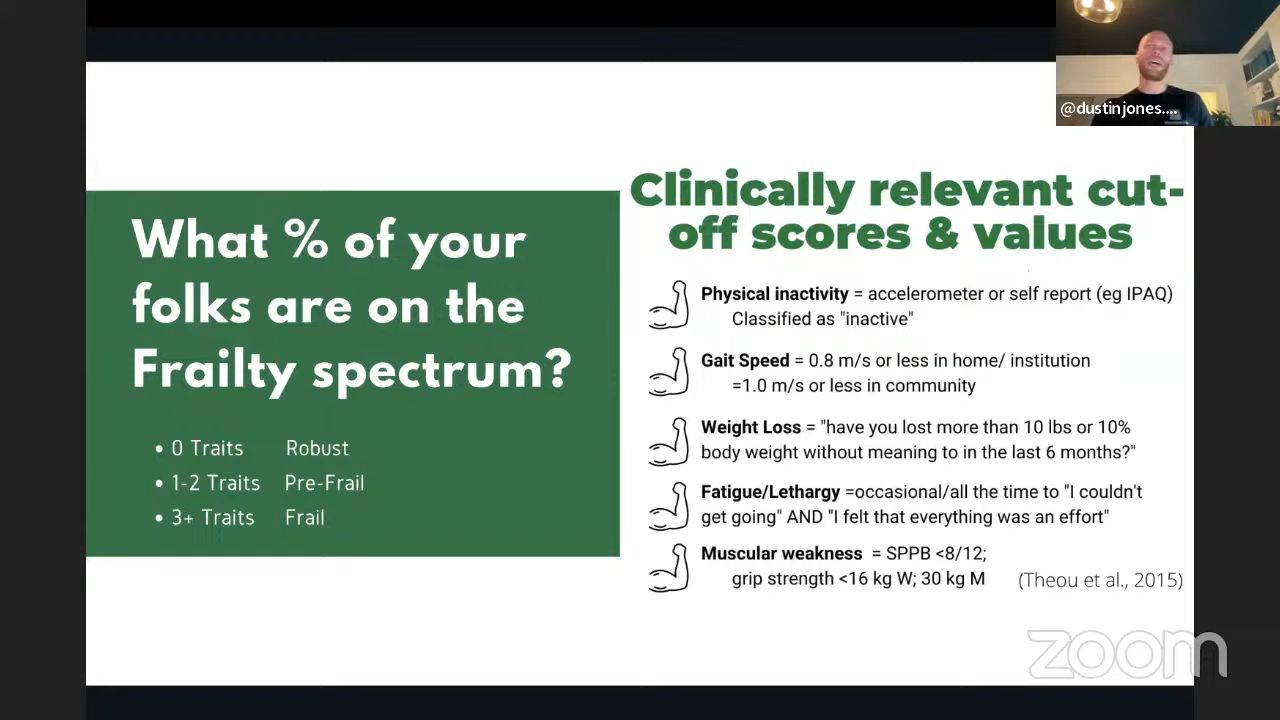 @dustinjones....
What % of your
folks are on the
Frailty spectrum?
• 0 Traits Robust
• 1-2 Traits Pre-Frail
• 3+ Traits Frail
Clinically relevant cut-
off scores & values
Physical inactivity = accelerometer or self report (eg IPAQ)
Classified as "inactive"
Gait Speed = 0.8 m/s or less in home/ institution
=1.0 m/s or less in community
Weight Loss = "have you lost more than 10 lbs or 10%
body weight without meaning to in the last 6 months?"
Fatigue/Lethargy =occasional/all the time to "I couldn't
get going" AND "I felt that everything was an effort"
Muscular weakness = SPPB <8/12;
grip strength <16 kg W; 30 kg M (Theou et al., 2015)
zoom